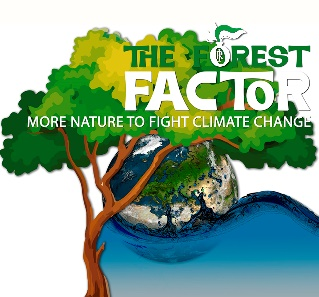 THE FOREST
FACTOR
MORE NATURE TO FIGHT CLIMATE CHANGE